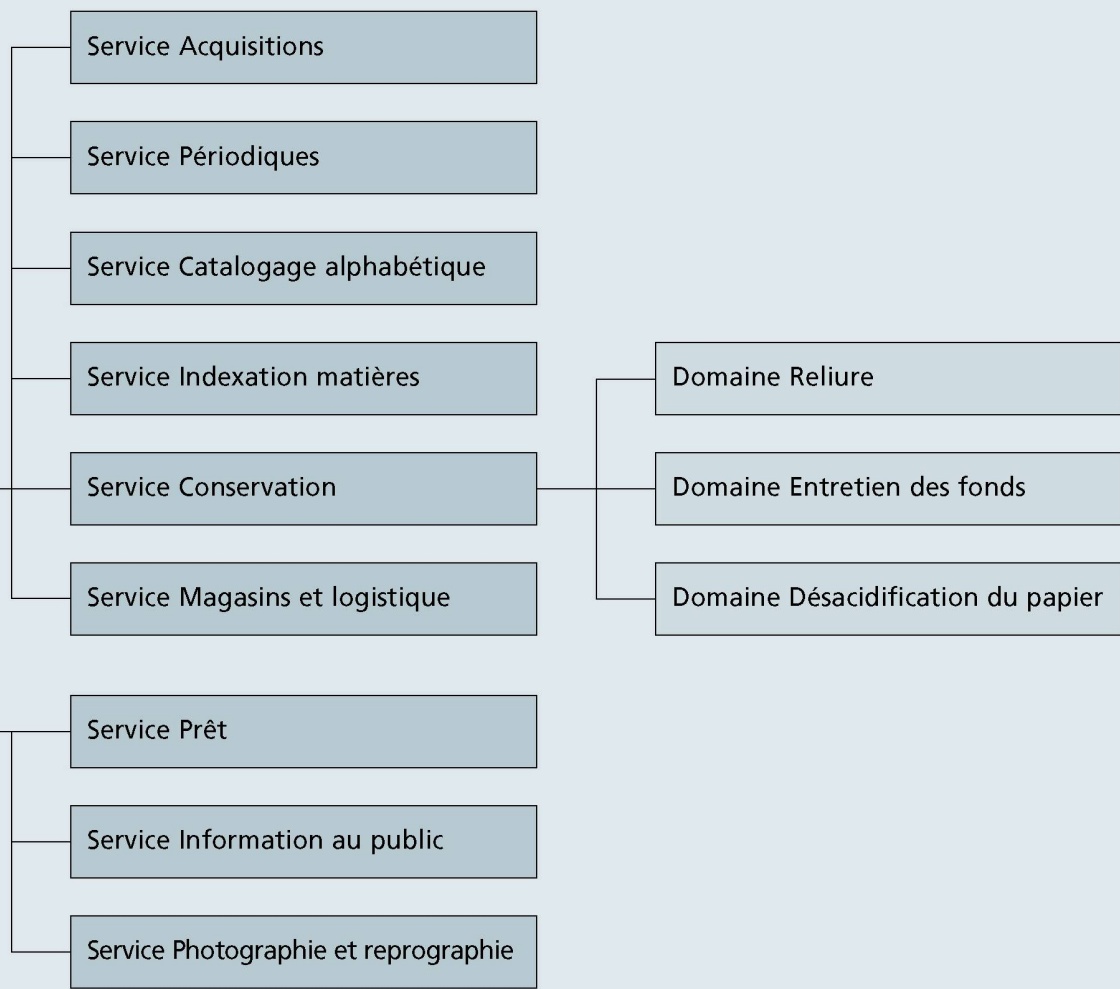 Service Acquisitions
Service Périodiques
Service Catalogage alphabétique
Service Indexation matières
Service Conservation
Service Magasins et logistique
Domaine Reliure
Domaine Entretien des fonds
Domaine Désacidification du papier
Service Prêt
Service Information au public
Service Photographie et reprographie